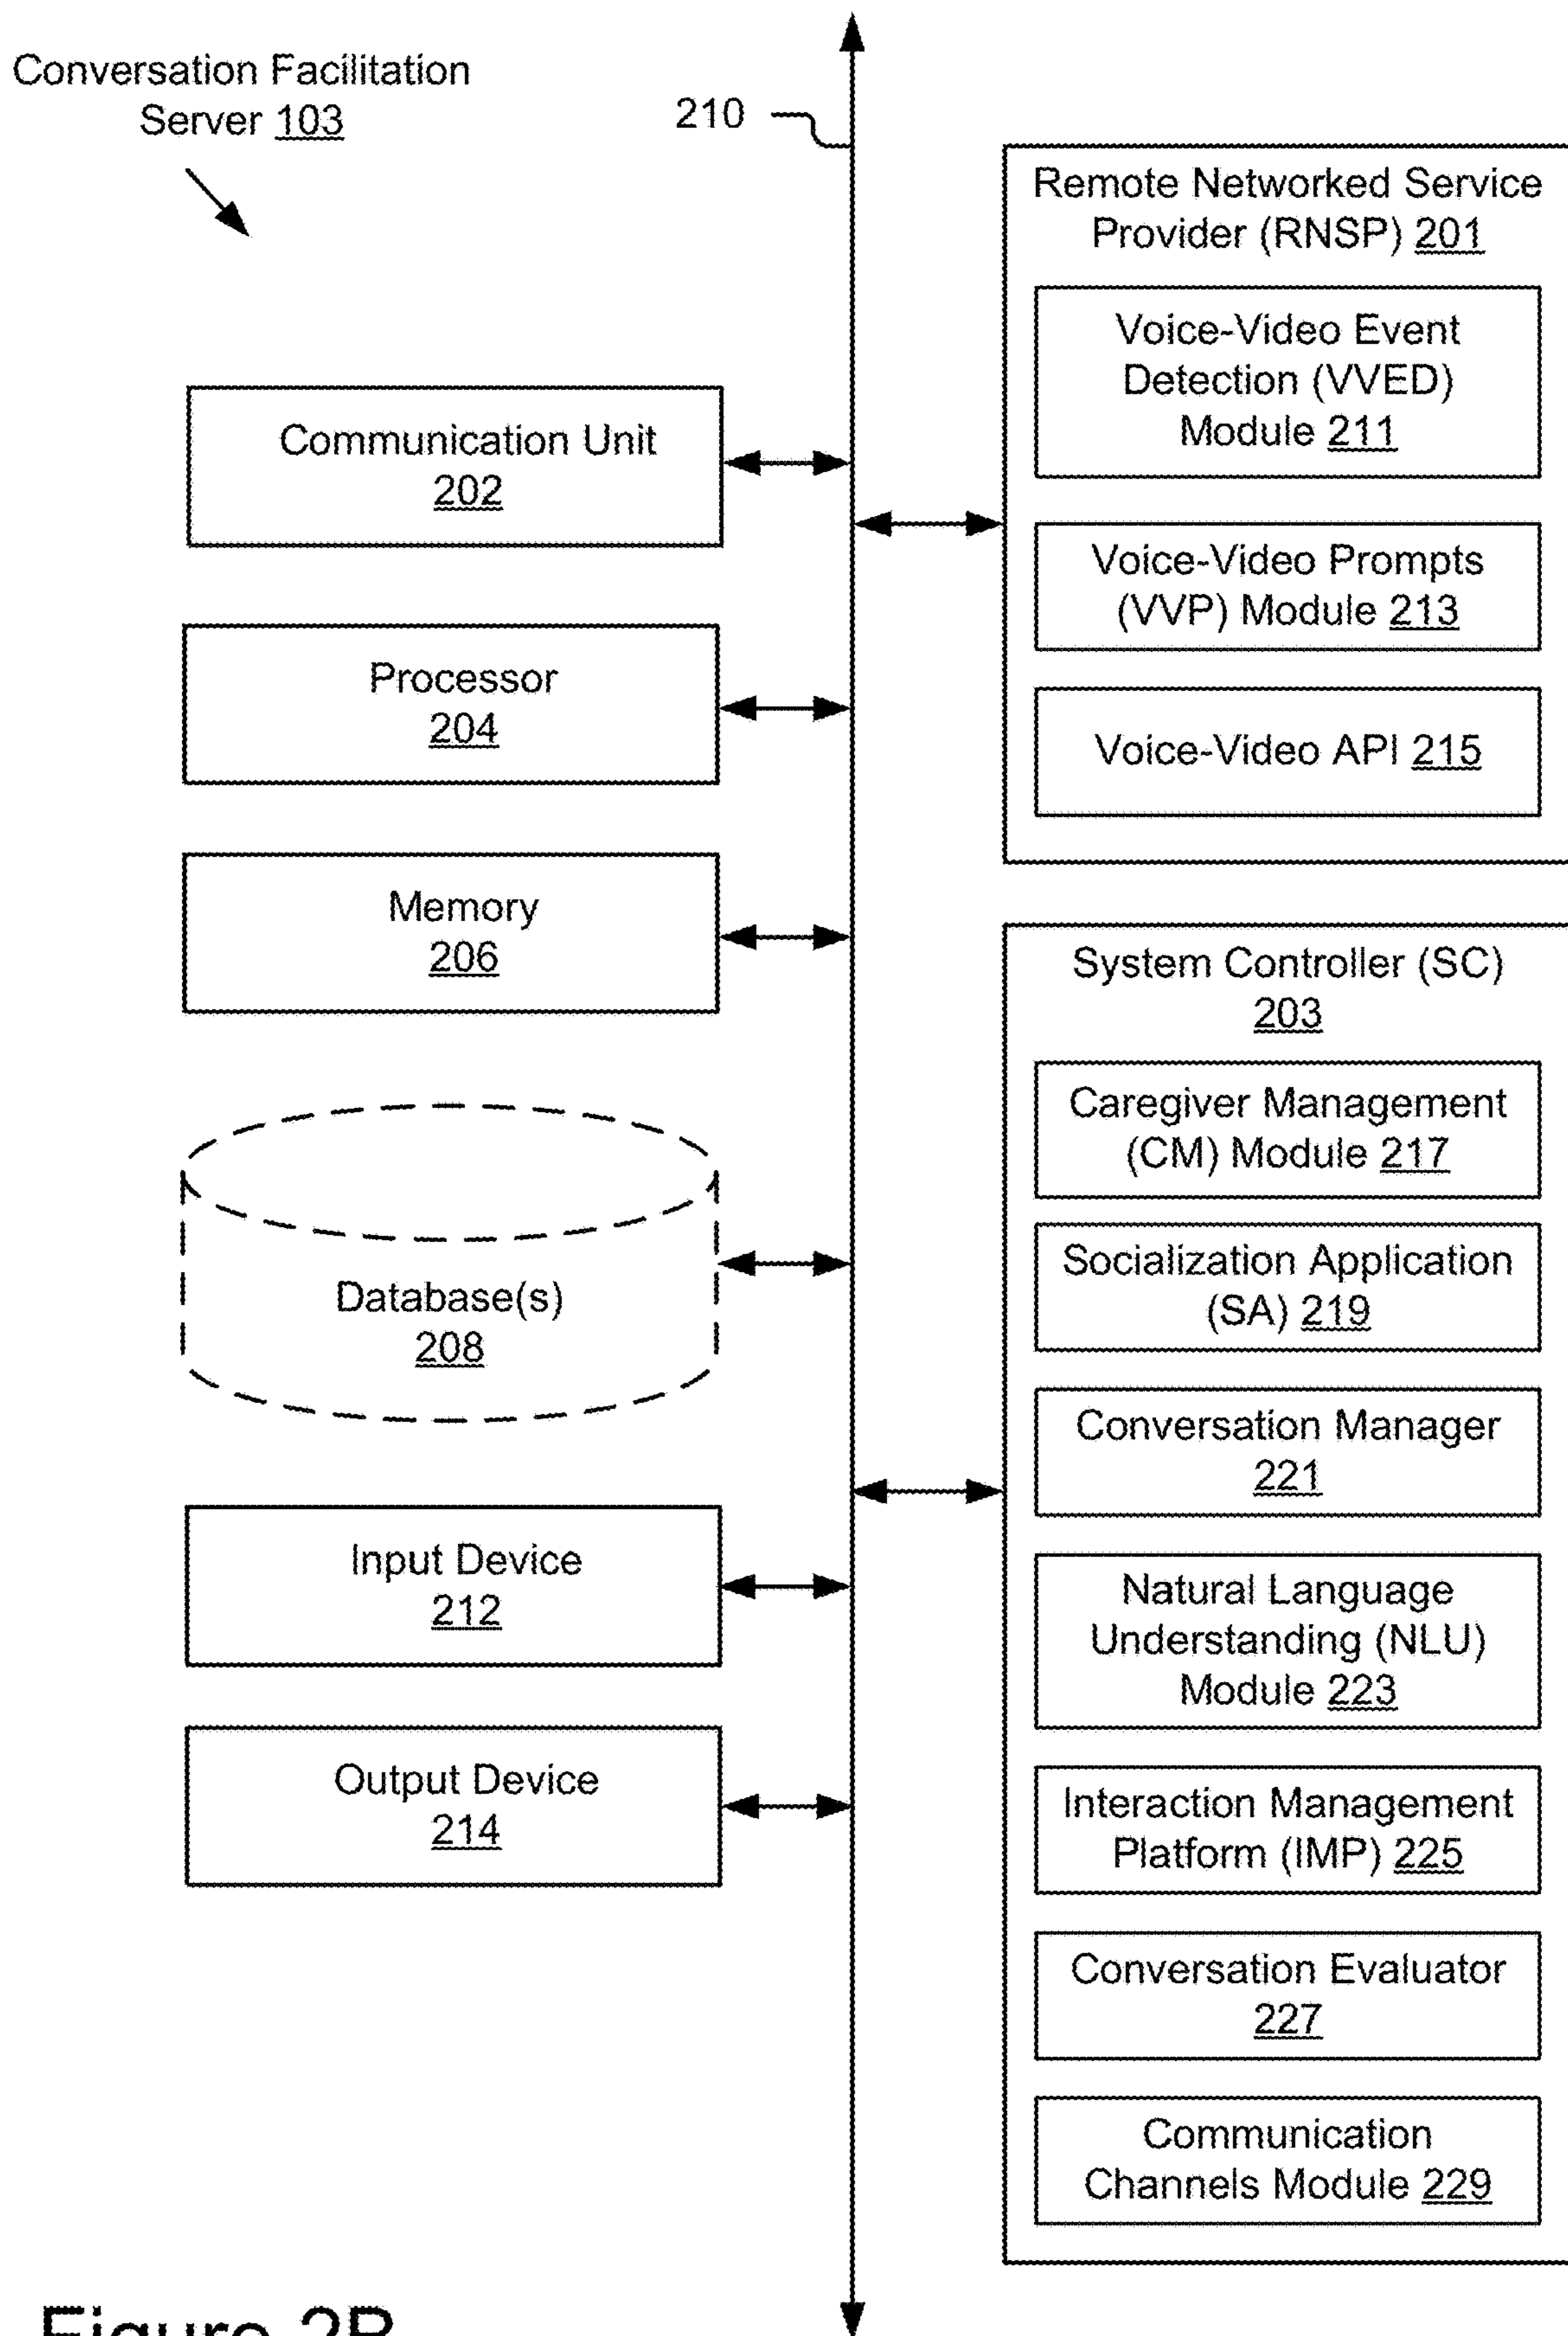 Conversation Facilitation
Server 103
210
Remote Networked Service
Provider (RNSP) 201
Voice-Video Event
Detection (VVED)
Module 211
Voice-Video Prompts
(VVP) Module 213
Voice-Video API 215
Communication Unit
202
Processor
204
Memory
206
Database(s)
208
Input Device
212
Output Device
214
System Controller (SC)
203
Caregiver Management
(CM) Module 217
Socialization Application
(SA) 219
Conversation Manager
221
Natural Language
Understanding (NLU)
Module 223
Interaction Management
Platform (IMP) 225
Conversation Evaluator
227
Communication
Channels Module 229
Figure 2B